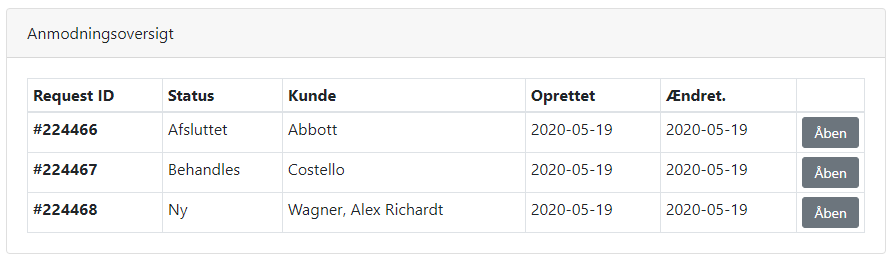 Anmodningsoversigt
Request ID Status Kunde Oprettet Ændret.
#224466 Afsluttet Abbott 2020-05-19 2020-05-19 Åben
#224467 Behandles Costello 2020-05-19 2020-05-19 Åben
#224468 Ny Wagner, Alex Richardt 2020-05-19 2020-05-19 Åben